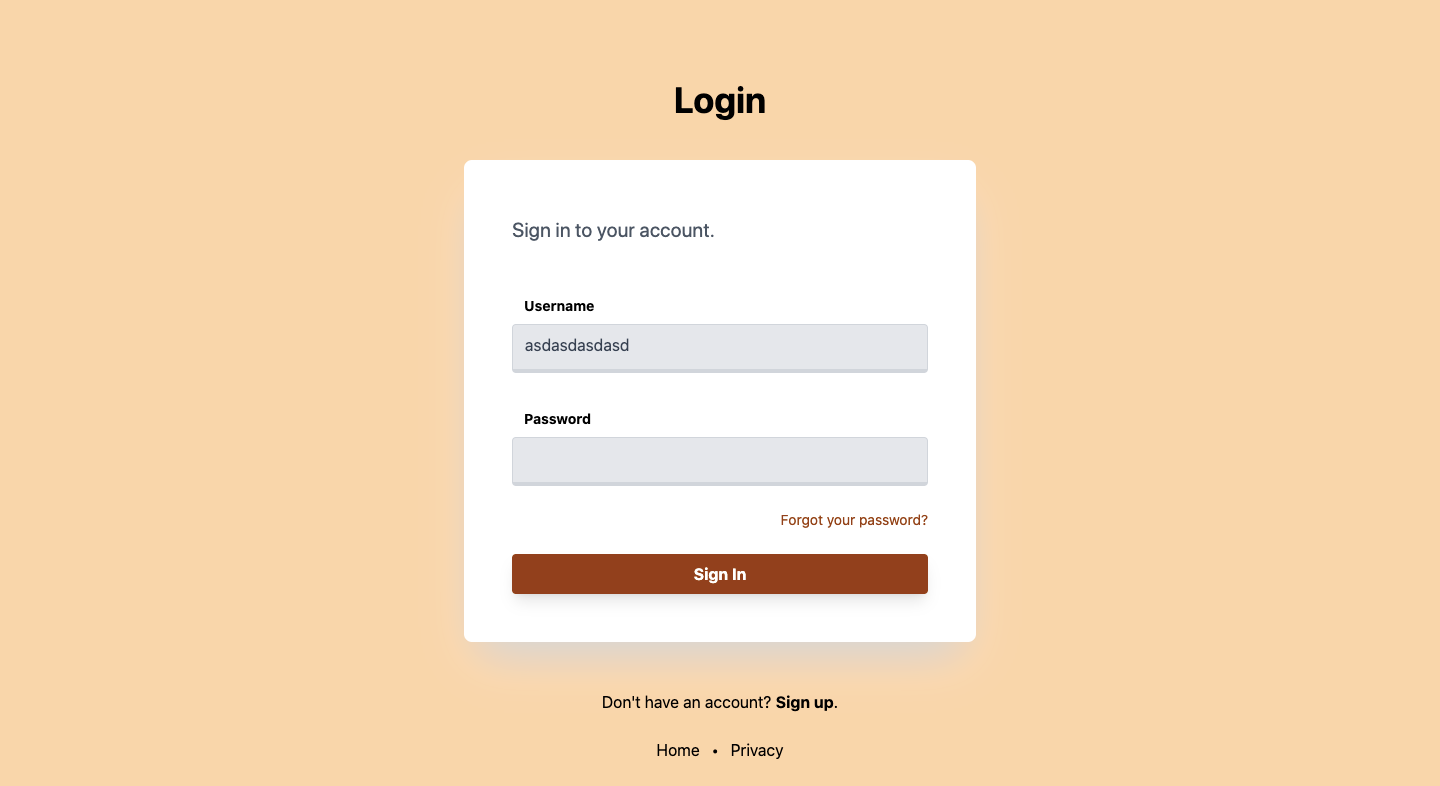 Login
Sign in to your account.
Username
asdasdasdasd
Password
Forgot your password?
Sign In
Don't have an account? Sign up.
Home • Privacy